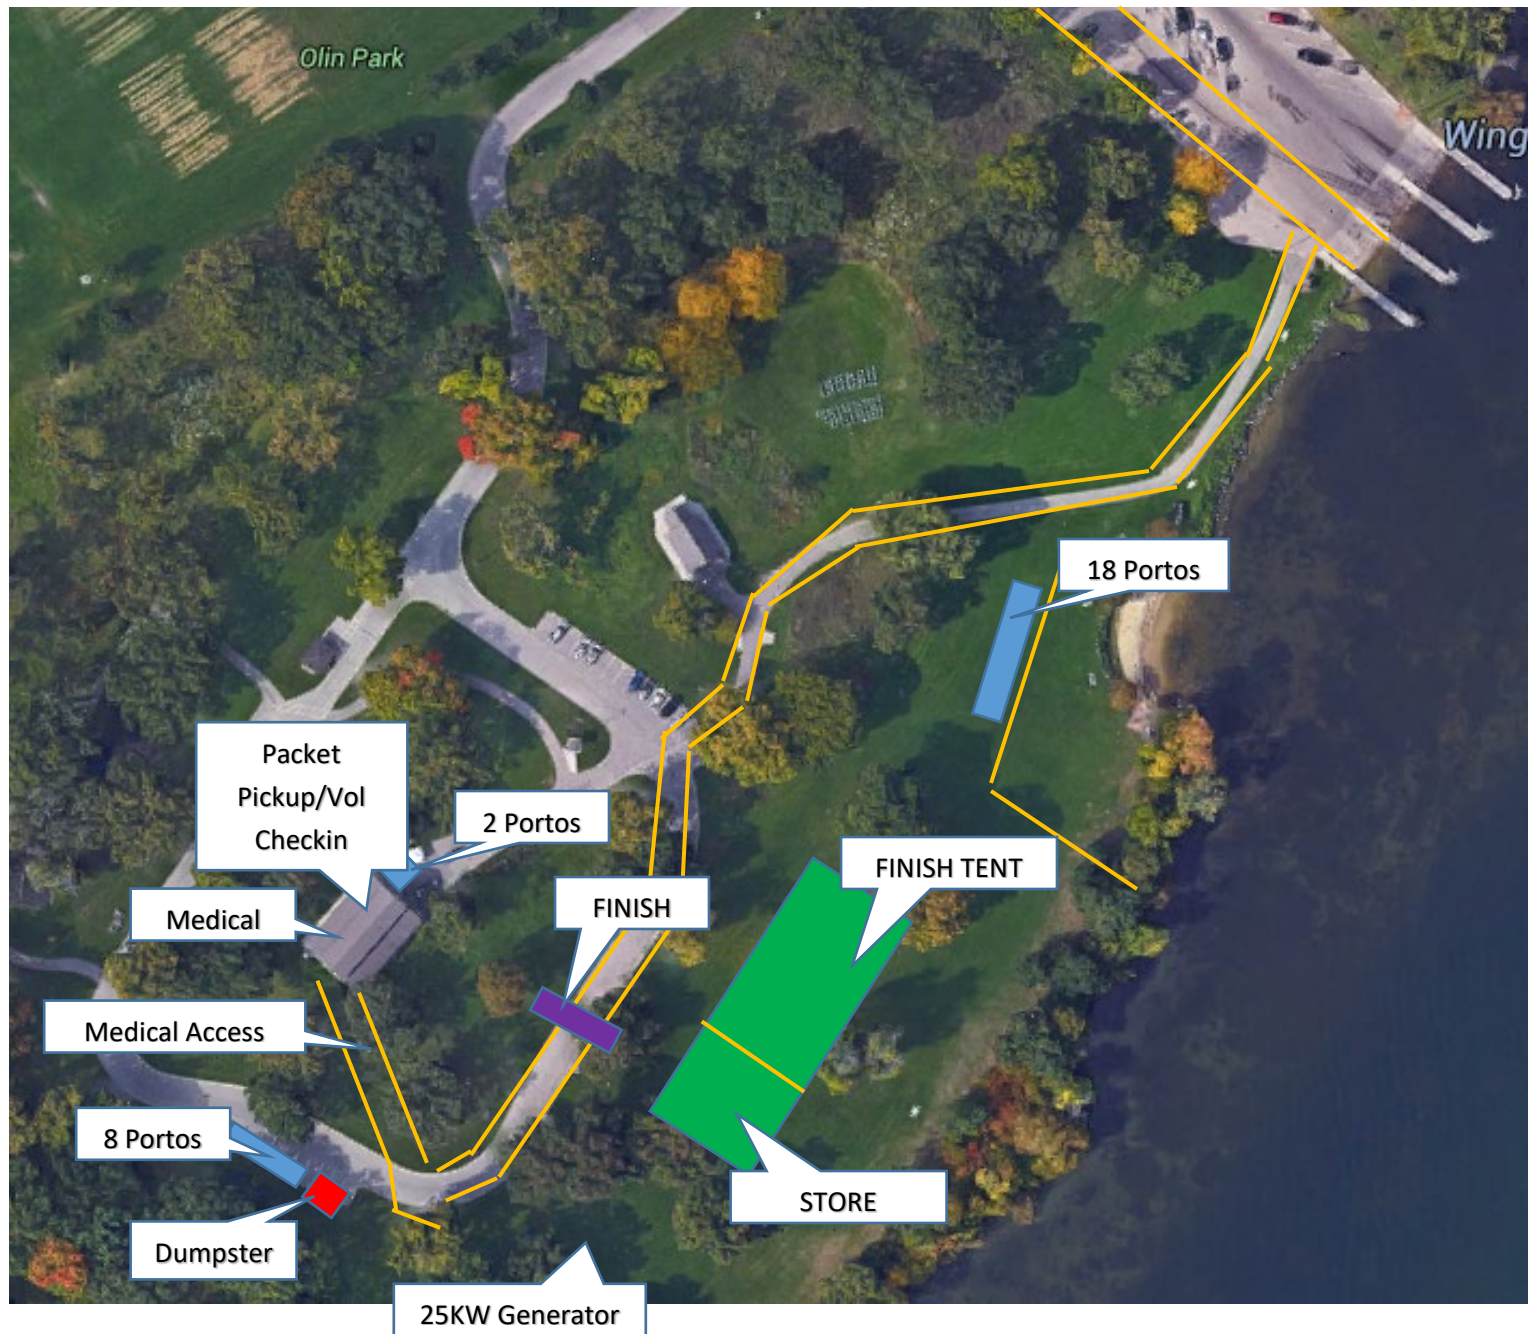 Olin Park
Wing
18 Portos
Packet
Pickup/Vol
Checkin
2 Portos
FINISH TENT
FINISH
Medical
Medical Access
8 Portos
STORE
Dumpster
25KW Generator